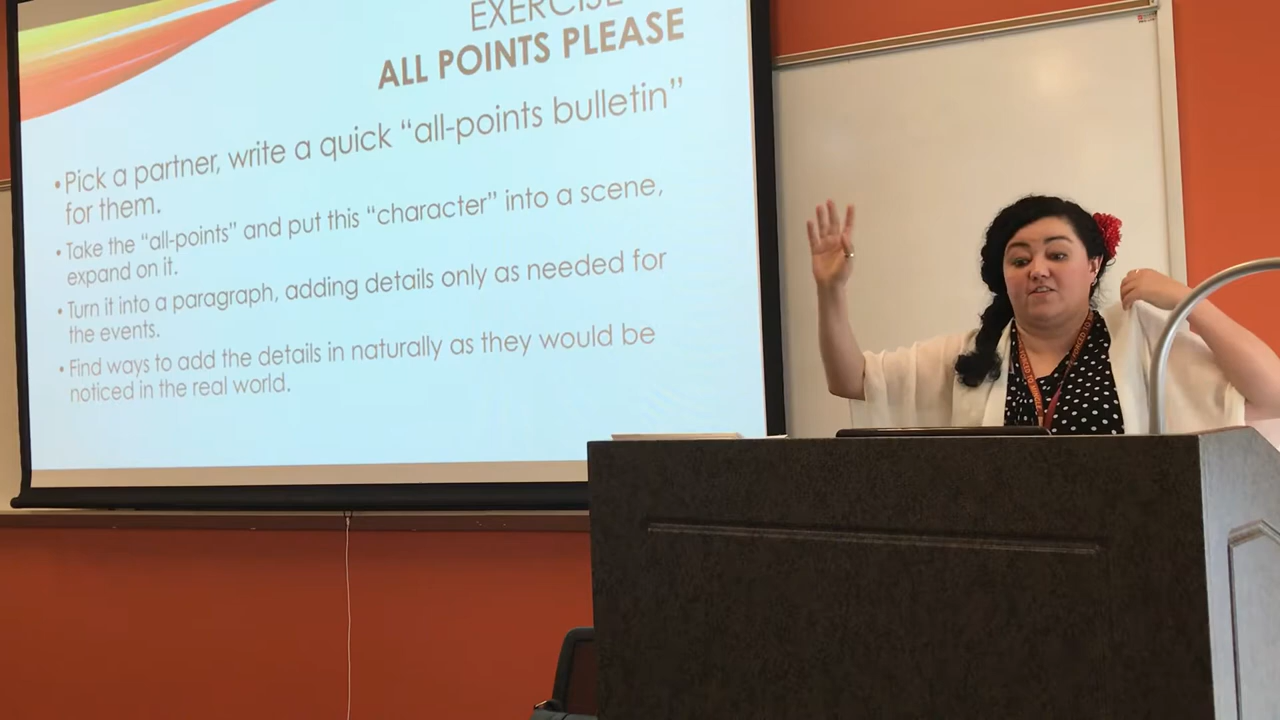 EXERCISE
ALL POINTS PLEASE
•Pick a partner, write a quick “all-points bulletin”
for them.
•Take the “all-points” and put this “character” into a scene,
expand on it.
•Turn it into a paragraph, adding details only as needed for
the events.
•Find ways to add the details in naturally as they would be
noticed in the real world.